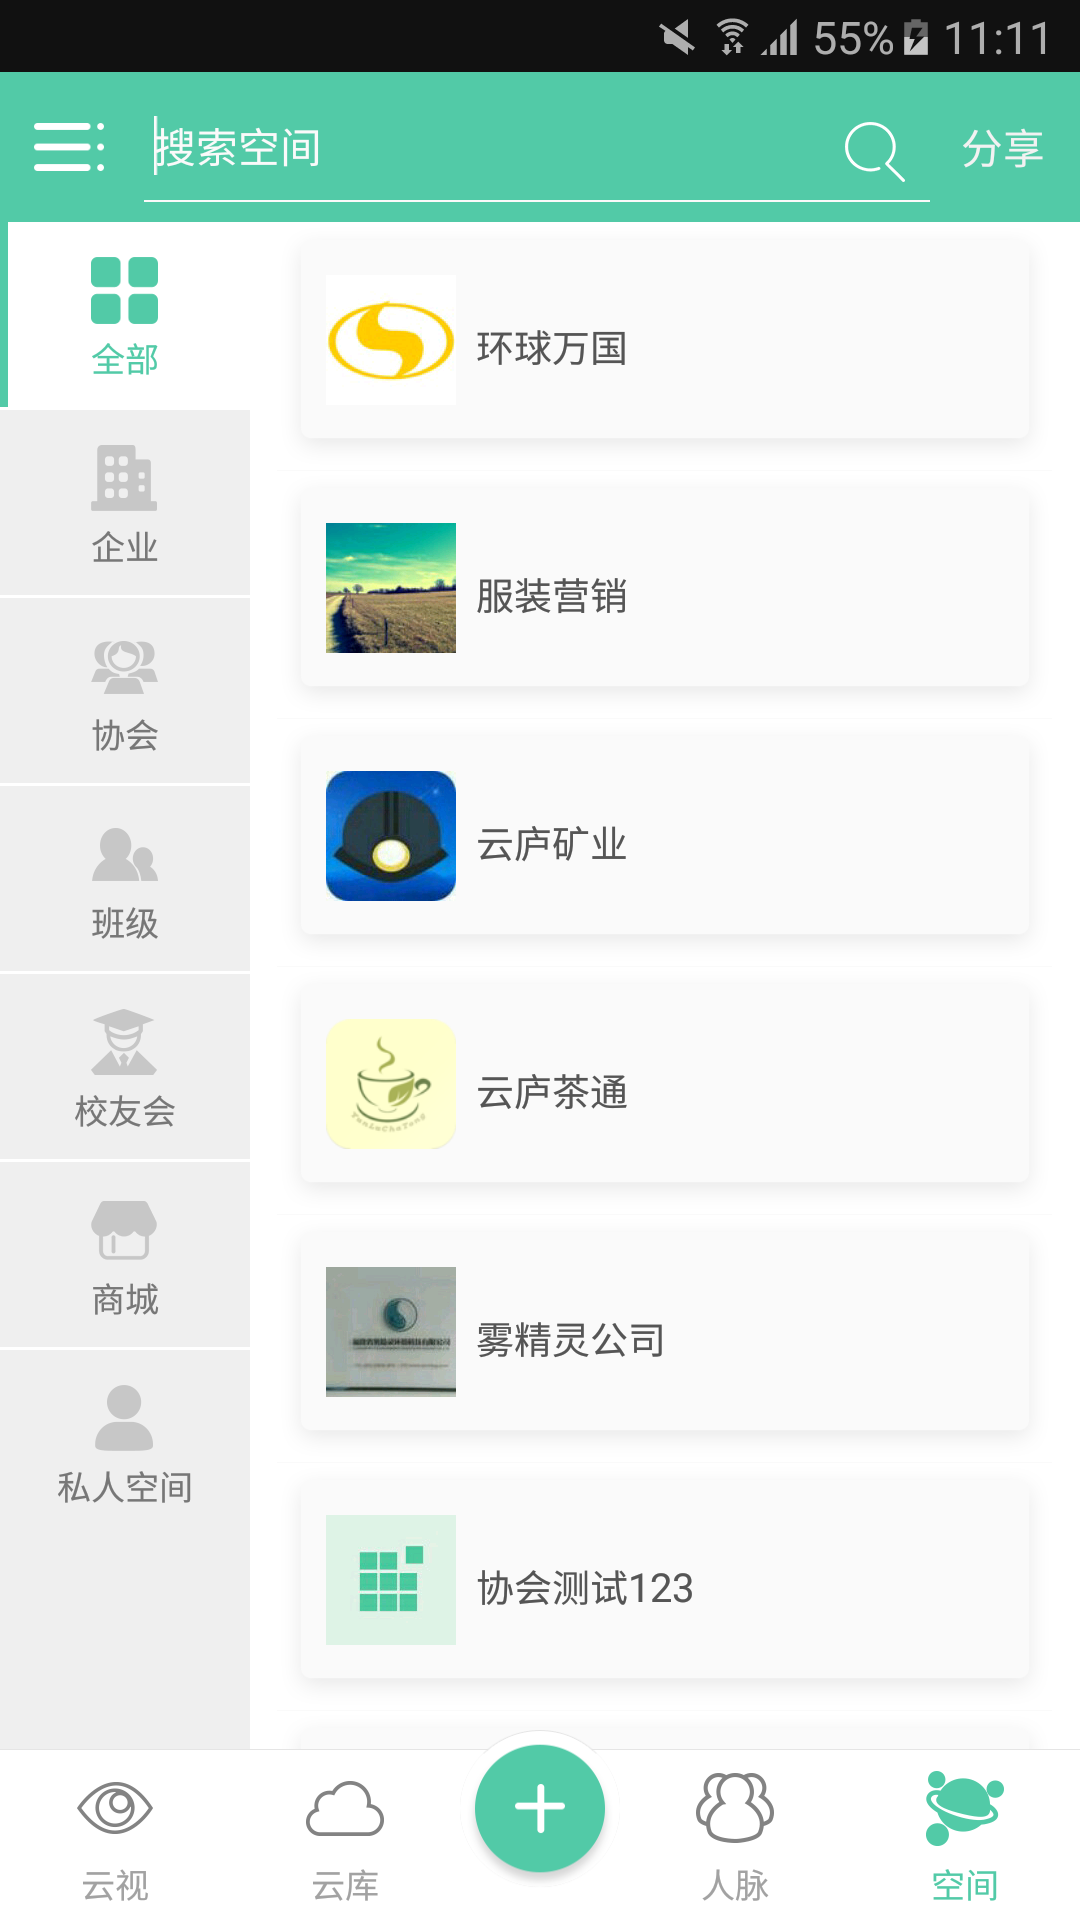 55% 11:11
搜索空间
分享
全部
企业
协会
班级
校友会
商城
私人空间
环球万国
服装营销
云庐矿业
云庐茶通
YunLuChaTong
雾精灵公司
协会测试123
云视
云库
人脉
空间